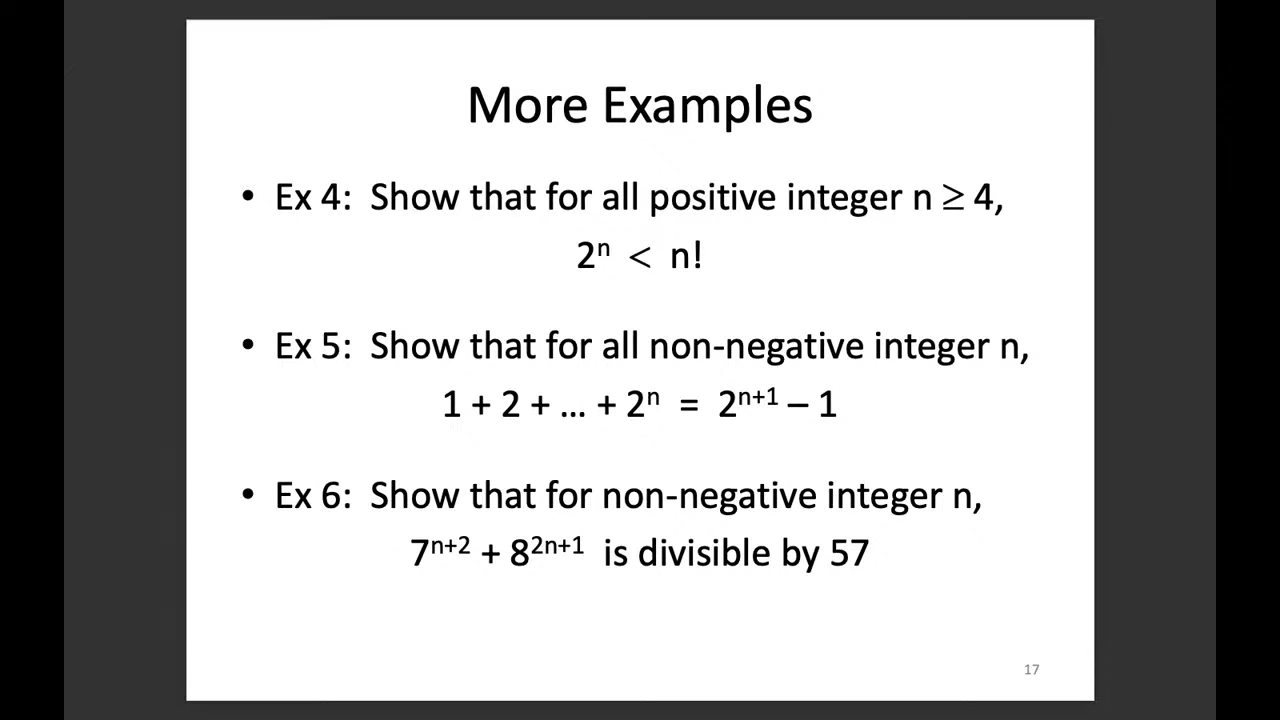 More Examples
• Ex 4: Show that for all positive integer n ≥ 4,
2ⁿ < n!
• Ex 5: Show that for all non-negative integer n,
1 + 2 + … + 2ⁿ = 2ⁿ⁺¹ – 1
• Ex 6: Show that for non-negative integer n,
7ⁿ⁺² + 8²ⁿ⁺¹ is divisible by 57
17